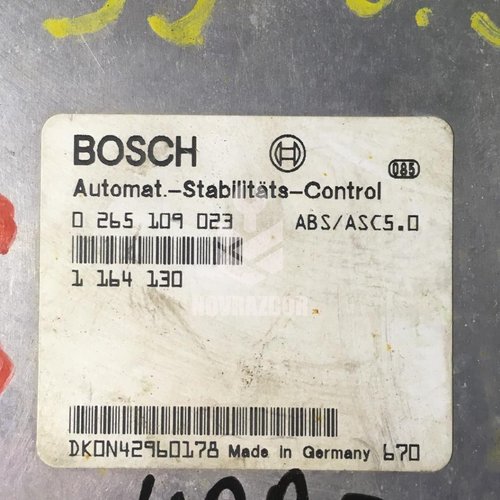 BOSCH
085
Automat.-Stabilitäts-Control
0 265 109 023 ABS/ASC5.0
1 164 130
NOVRAZBOR
DK0N42960178 Made in Germany 670